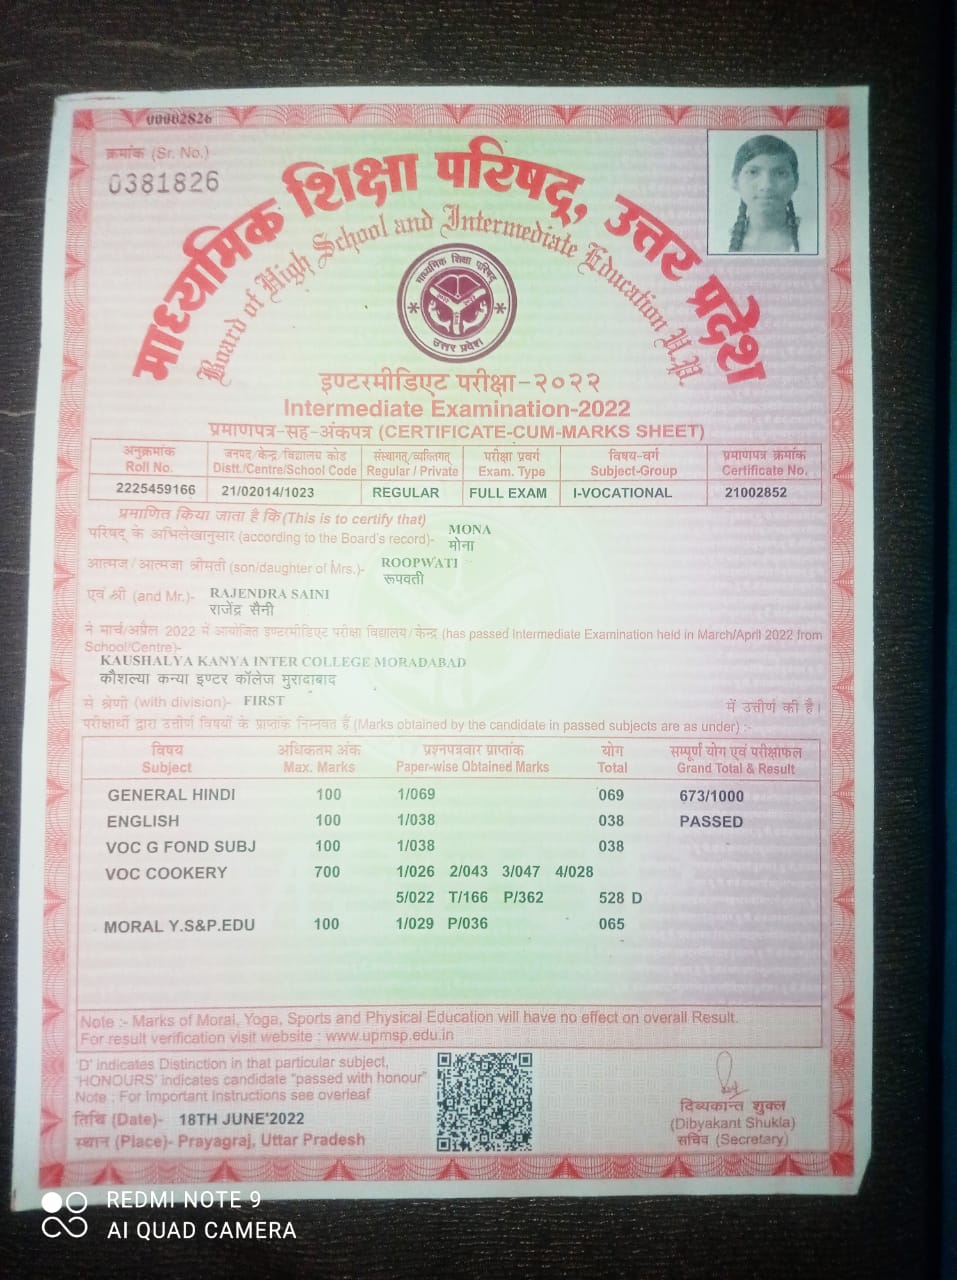 00002826
क्रमांक (Sr. No.)
0381826
माध्यमिक शिक्षा परिषद्, उत्तर प्रदेश
Board of High School and Intermediate Education U.P.
माध्यमिक शिक्षा परिषद्
उत्तर प्रदेश
इण्टरमीडिएट परीक्षा-२०२२
Intermediate Examination-2022
प्रमाणपत्र-सह-अंकपत्र (CERTIFICATE-CUM-MARKS SHEET)
अनुक्रमांक जनपद/केन्द्र/विद्यालय कोड संस्थागत्/व्यक्तिगत् परीक्षा प्रवर्ग विषय-वर्ग प्रमाणपत्र क्रमांक
Roll No. Distt./Centre/School Code Regular / Private Exam. Type Subject-Group Certificate No.
2225459166 21/02014/1023 REGULAR FULL EXAM I-VOCATIONAL 21002852
प्रमाणित किया जाता है कि (This is to certify that)
परिषद् के अभिलेखानुसार (according to the Board's record)- MONA
मोना
आत्मज/आत्मजा श्रीमती (son/daughter of Mrs.)- ROOPWATI
रूपवती
एवं श्री (and Mr.)- RAJENDRA SAINI
राजेंद्र सैनी
ने मार्च/अप्रैल 2022 में आयोजित इण्टरमीडिएट परीक्षा विद्यालय/केन्द्र (has passed Intermediate Examination held in March/April 2022 from
School/Centre)-
KAUSHALYA KANYA INTER COLLEGE MORADABAD
कौशल्या कन्या इण्टर कॉलेज मुरादाबाद
से श्रेणी (with division)- FIRST में उत्तीर्ण की है।
परीक्षार्थी द्वारा उत्तीर्ण विषयों के प्राप्तांक निम्नवत हैं (Marks obtained by the candidate in passed subjects are as under) :-
विषय अधिकतम अंक प्रश्नपत्रवार प्राप्तांक योग सम्पूर्ण योग एवं परीक्षाफल
Subject Max. Marks Paper-wise Obtained Marks Total Grand Total & Result
GENERAL HINDI 100 1/069 069 673/1000
ENGLISH 100 1/038 038 PASSED
VOC G FOND SUBJ 100 1/038 038
VOC COOKERY 700 1/026 2/043 3/047 4/028
5/022 T/166 P/362 528 D
MORAL Y.S&P.EDU 100 1/029 P/036 065
Note :- Marks of Moral, Yoga, Sports and Physical Education will have no effect on overall Result.
For result verification visit website : www.upmsp.edu.in
'D' indicates Distinction in that particular subject,
'HONOURS' indicates candidate "passed with honour"
Note : For Important Instructions see overleaf
तिथि (Date)- 18TH JUNE'2022
स्थान (Place)- Prayagraj, Uttar Pradesh
दिब्यकान्त शुक्ल
(Dibyakant Shukla)
सचिव (Secretary)
REDMI NOTE 9
AI QUAD CAMERA